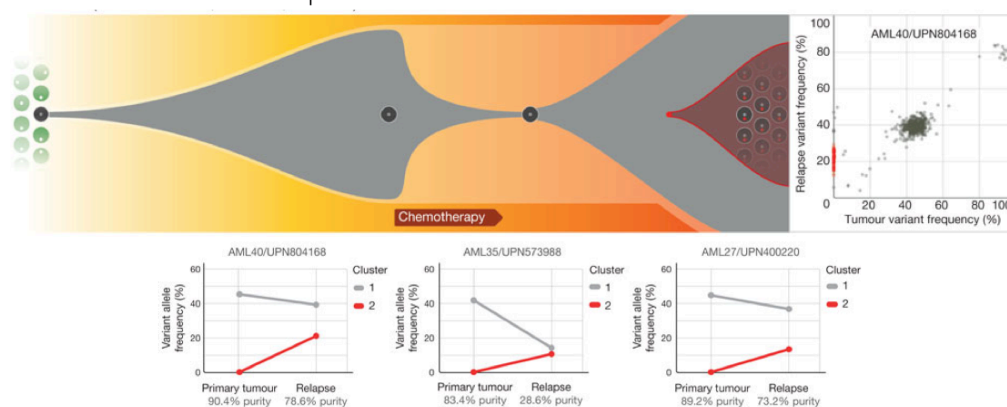 AML40/UPN804168
Relapse variant frequency (%)
100
80
60
40
20
0
0 20 40 60 80 100
Tumour variant frequency (%)
Chemotherapy
AML40/UPN804168
Variant allele
frequency (%)
60
40
20
0
Cluster
1
2
Primary tumour Relapse
90.4% purity 78.6% purity
AML35/UPN573988
Variant allele
frequency (%)
60
40
20
0
Cluster
1
2
Primary tumour Relapse
83.4% purity 28.6% purity
AML27/UPN400220
Variant allele
frequency (%)
60
40
20
0
Cluster
1
2
Primary tumour Relapse
89.2% purity 73.2% purity